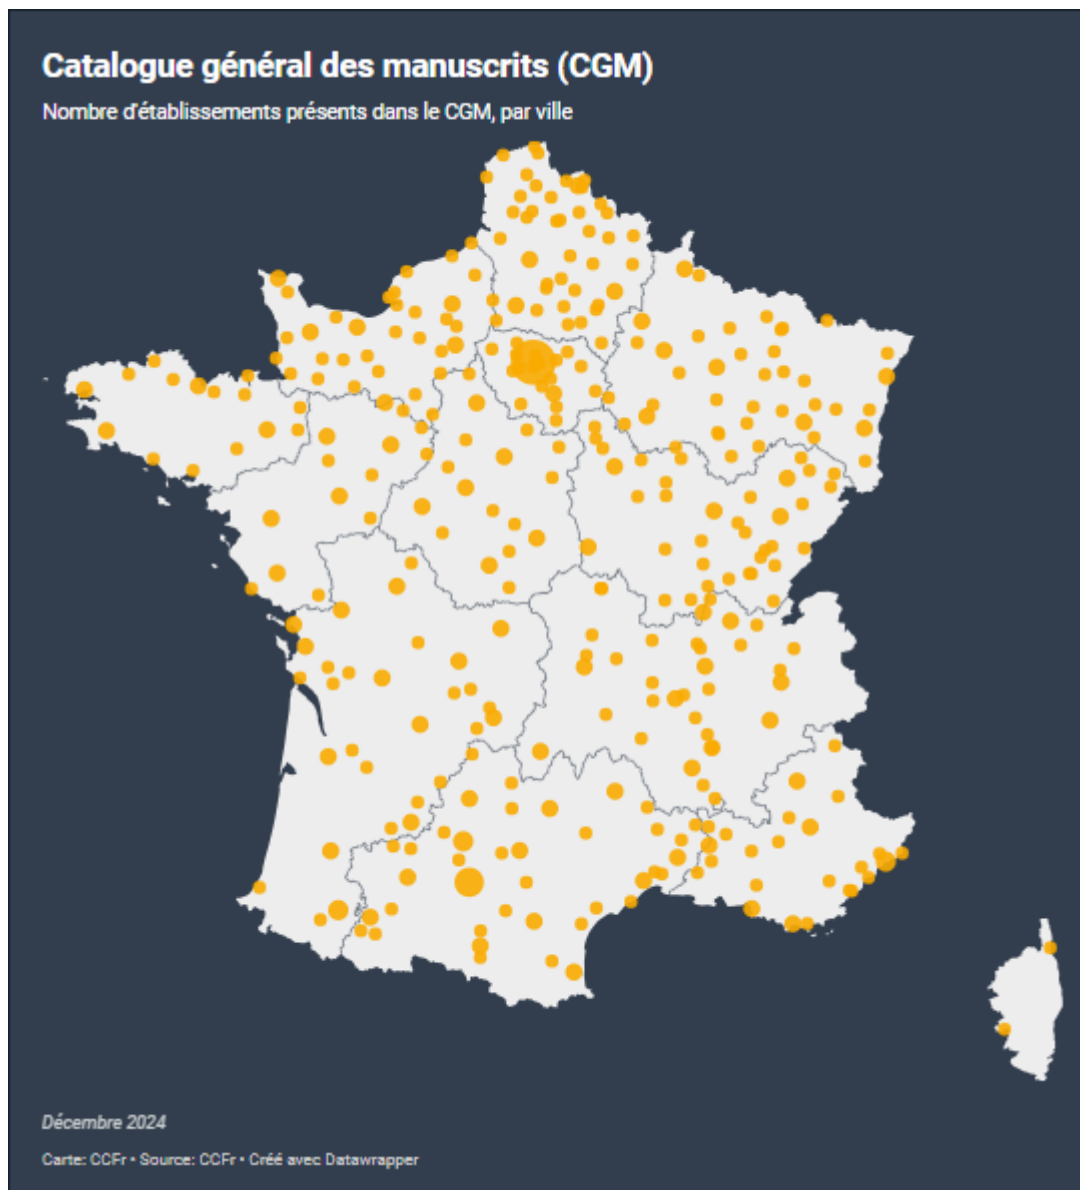 Catalogue général des manuscrits (CGM)
Nombre d'établissements présents dans le CGM, par ville
Décembre 2024
Carte: CCFr • Source: CCFr • Créé avec Datawrapper